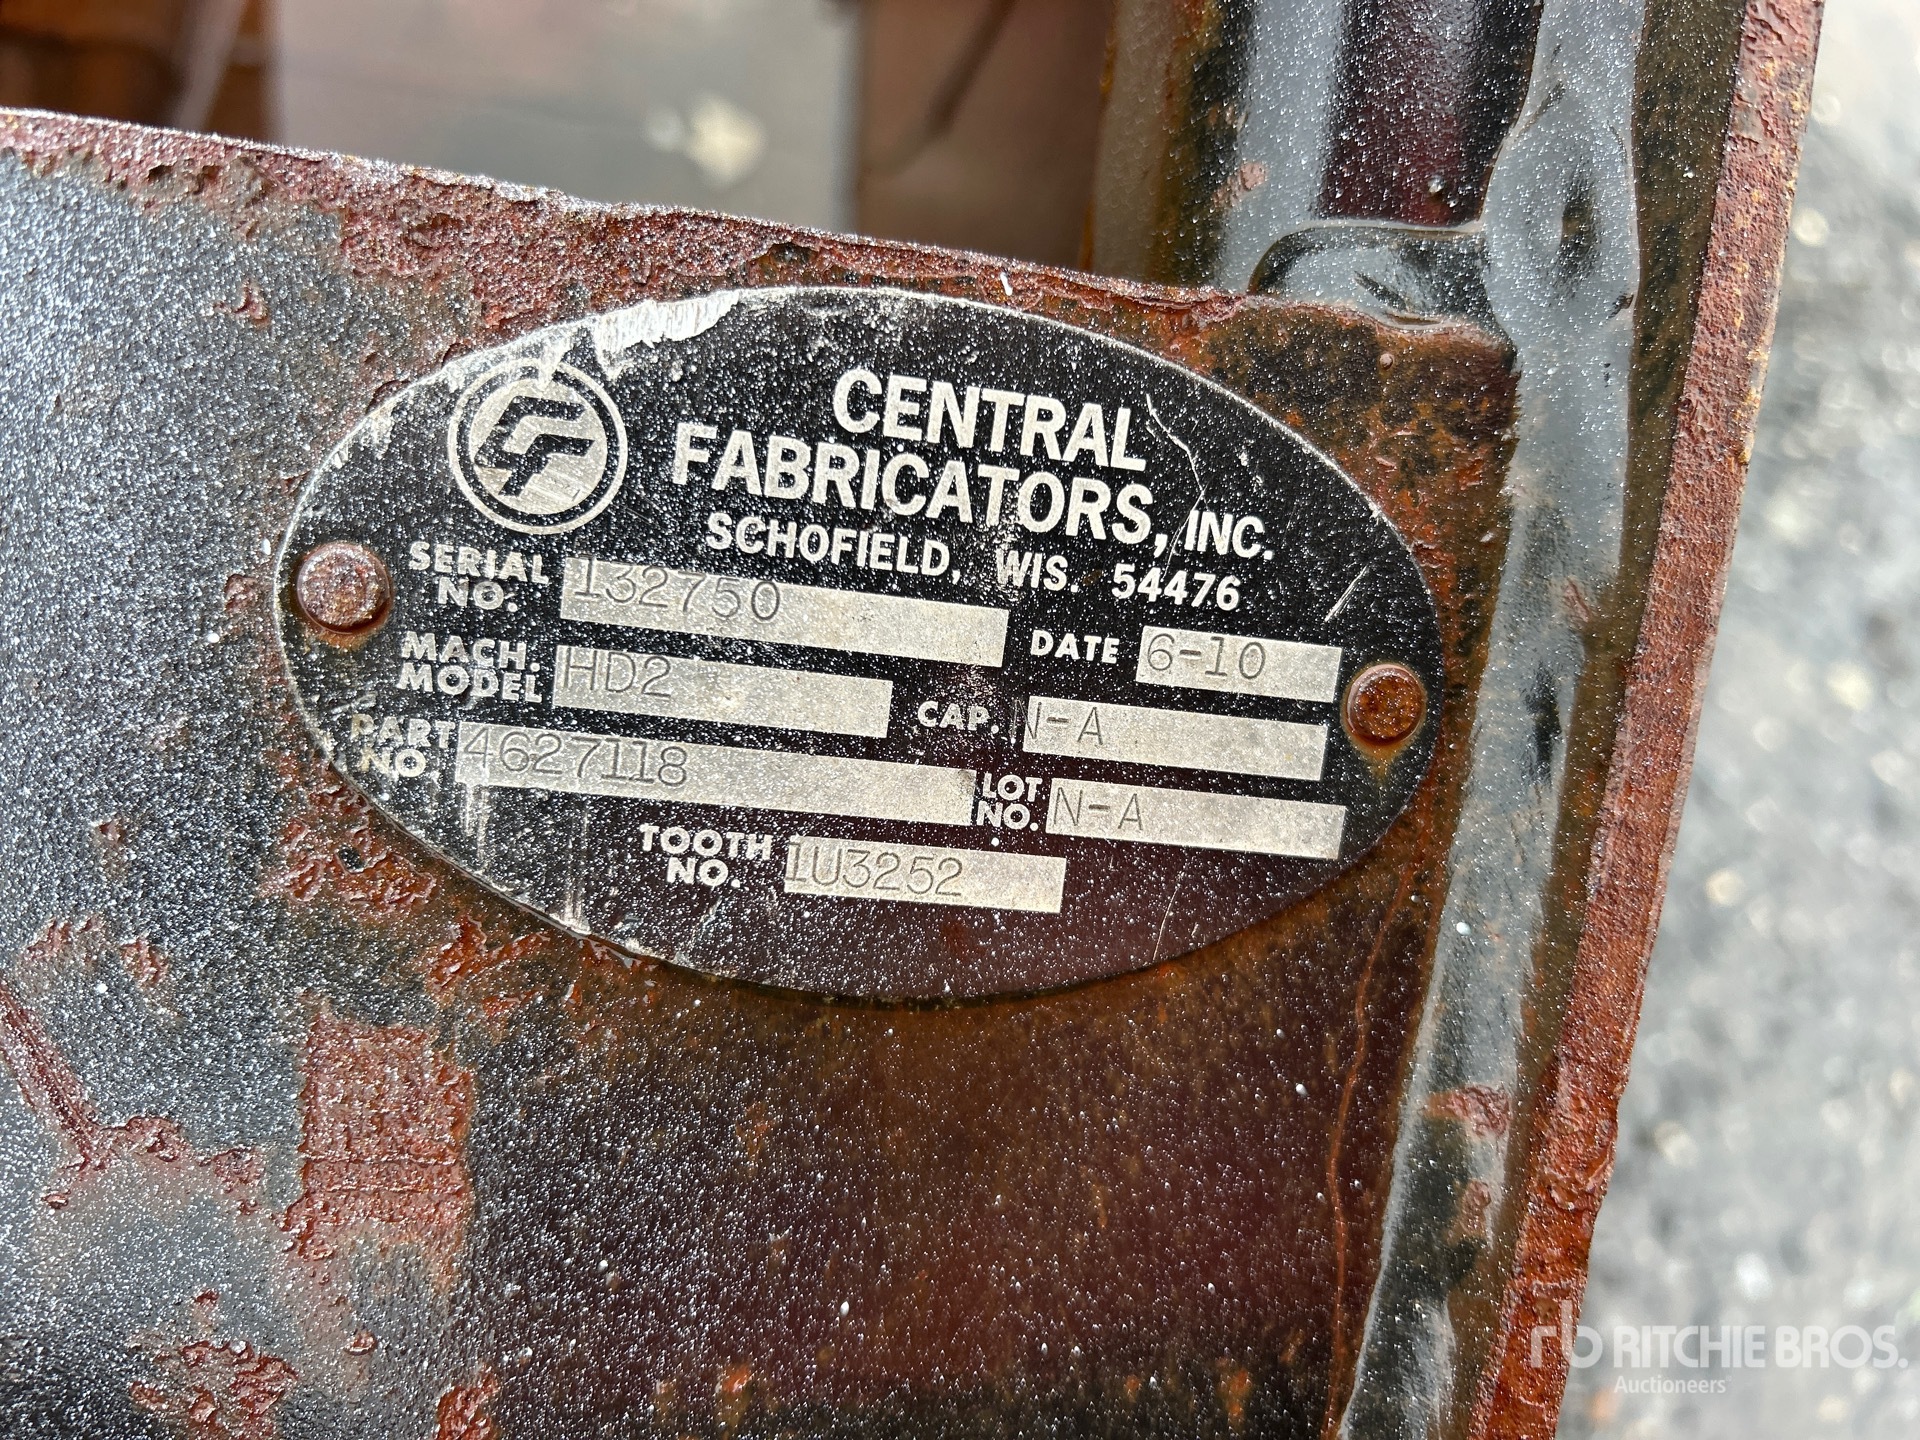 CENTRAL
FABRICATORS, INC.
SCHOFIELD, WIS. 54476
SERIAL NO. 132750
DATE 6-10
MACH. MODEL HD2
CAP. N-A
PART NO. 4627118
LOT NO. N-A
TOOTH NO. 1U3252
rb RITCHIE BROS.
Auctioneers